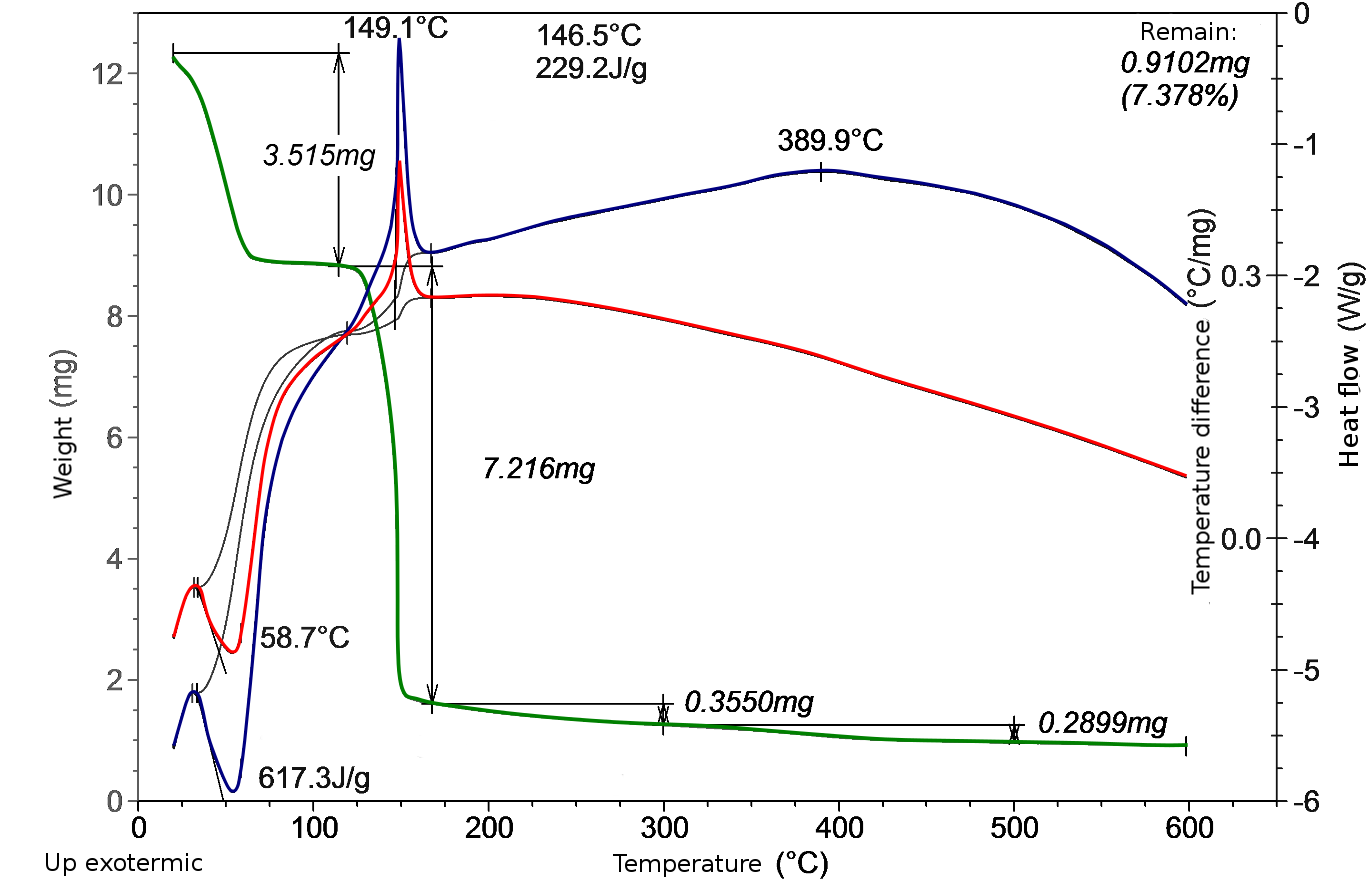 149.1°C
146.5°C
229.2J/g
Remain:
0.9102mg
(7.378%)
3.515mg
389.9°C
7.216mg
58.7°C
617.3J/g
0.3550mg
0.2899mg
Weight (mg)
12
10
8
6
4
2
0
Temperature difference (°C/mg)
0.3
0.0
Heat flow (W/g)
0
-1
-2
-3
-4
-5
-6
0
100
200
300
400
500
600
Up exotermic
Temperature (°C)